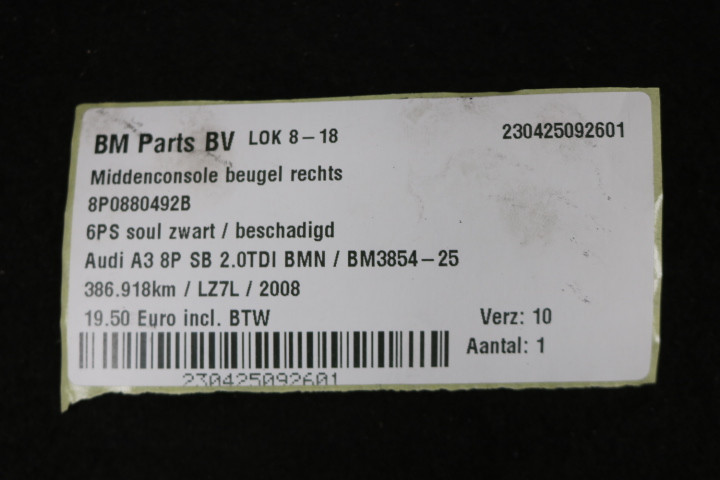 BM Parts BV LOK 8-18 230425092601
Middenconsole beugel rechts
8P0880492B
6PS soul zwart / beschadigd
Audi A3 8P SB 2.0TDI BMN / BM3854-25
386.918km / LZ7L / 2008
19.50 Euro incl. BTW Verz: 10
Aantal: 1
230425092601